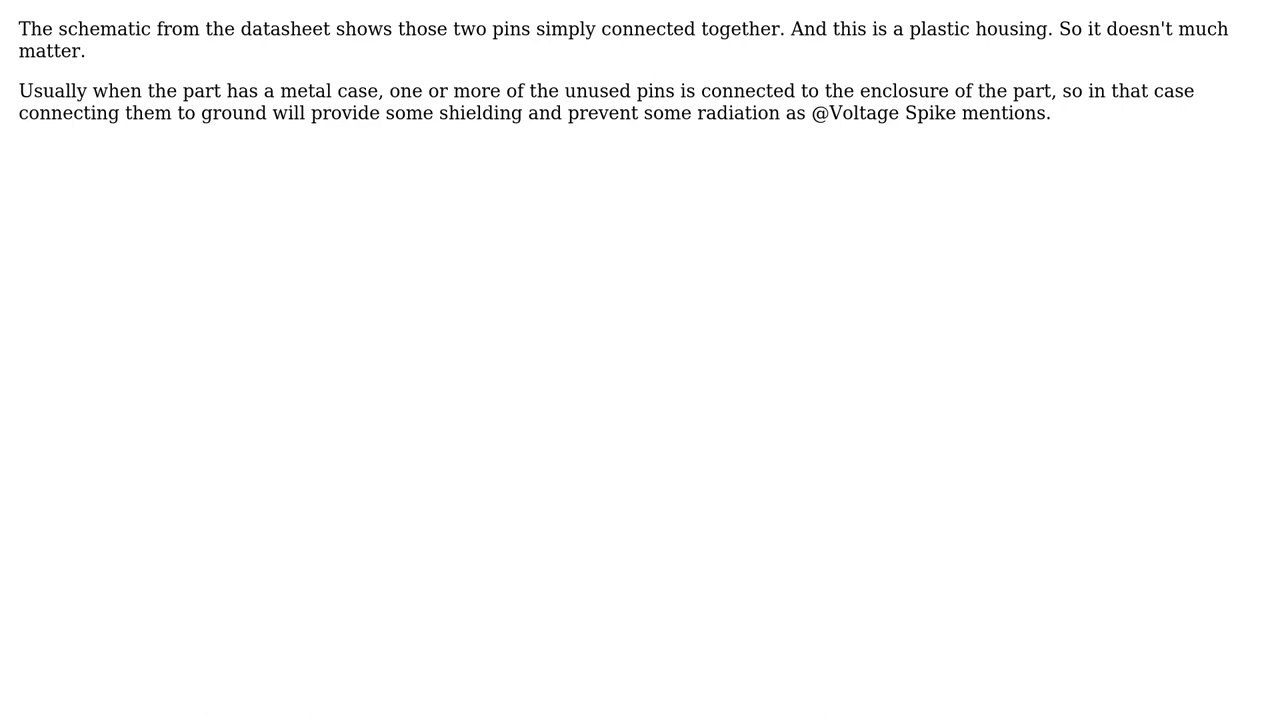 The schematic from the datasheet shows those two pins simply connected together. And this is a plastic housing. So it doesn't much
matter.
Usually when the part has a metal case, one or more of the unused pins is connected to the enclosure of the part, so in that case
connecting them to ground will provide some shielding and prevent some radiation as @Voltage Spike mentions.